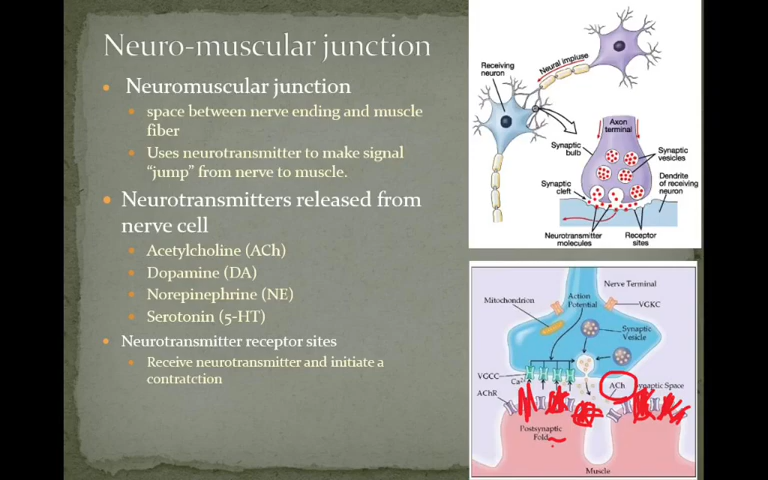 Neuro-muscular junction
Neuromuscular junction
space between nerve ending and muscle
fiber
Uses neurotransmitter to make signal
“jump” from nerve to muscle.
Neurotransmitters released from
nerve cell
Acetylcholine (ACh)
Dopamine (DA)
Norepinephrine (NE)
Serotonin (5-HT)
Neurotransmitter receptor sites
Receive neurotransmitter and initiate a
contratction
Receiving
neuron
Neural impluse
Axon
terminal
Synaptic
bulb
Synaptic
vesicles
Synaptic
cleft
Dendrite
of receiving
neuron
Neurotransmitter
molecules
Receptor
sites
Nerve Terminal
Mitochondrion
Action
Potential
VGKC
Synaptic
Vesicle
VGCC
Ca
AChR
ACh
Synaptic Space
Postsynaptic
Fold
Muscle